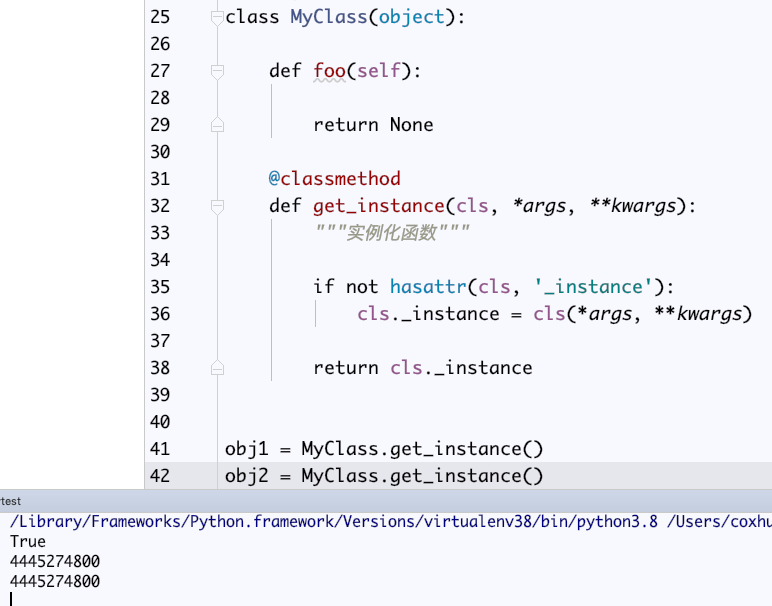 25 class MyClass(object):
26
27 def foo(self):
28
29 return None
30
31 @classmethod
32 def get_instance(cls, *args, **kwargs):
33 """实例化函数"""
34
35 if not hasattr(cls, '_instance'):
36 cls._instance = cls(*args, **kwargs)
37
38 return cls._instance
39
40
41 obj1 = MyClass.get_instance()
42 obj2 = MyClass.get_instance()
rtest
/Library/Frameworks/Python.framework/Versions/virtualenv38/bin/python3.8 /Users/coxhu
True
4445274800
4445274800